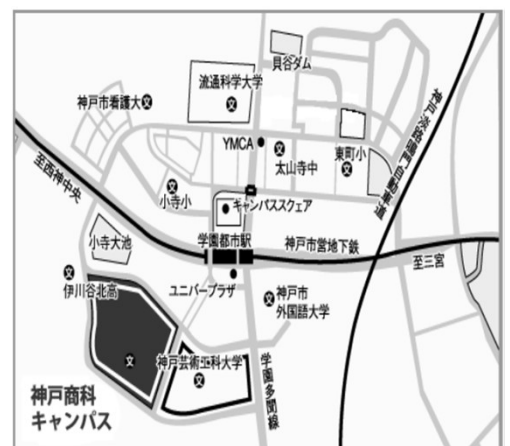 貝谷ダム
流通科学大学
神戸市看護大
YMCA
太山寺中
東町小
神戸淡路鳴門自動車道
至西神中央
小寺小
キャンパススクェア
小寺大池
学園都市駅
神戸市営地下鉄
至三宮
伊川谷北高
ユニバープラザ
神戸市
外国語大学
神戸芸術工科大学
学園多聞線
神戸商科
キャンパス